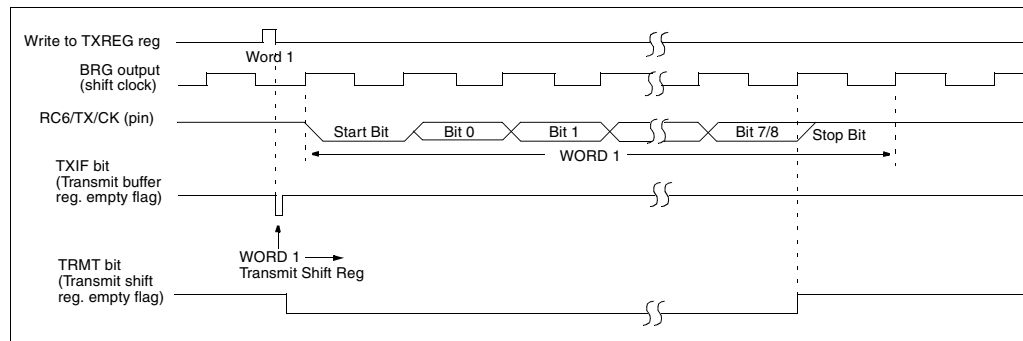 Write to TXREG reg
Word 1
BRG output
(shift clock)
RC6/TX/CK (pin)
Start Bit
Bit 0
Bit 1
Bit 7/8
Stop Bit
WORD 1
TXIF bit
(Transmit buffer
reg. empty flag)
WORD 1
Transmit Shift Reg
TRMT bit
(Transmit shift
reg. empty flag)